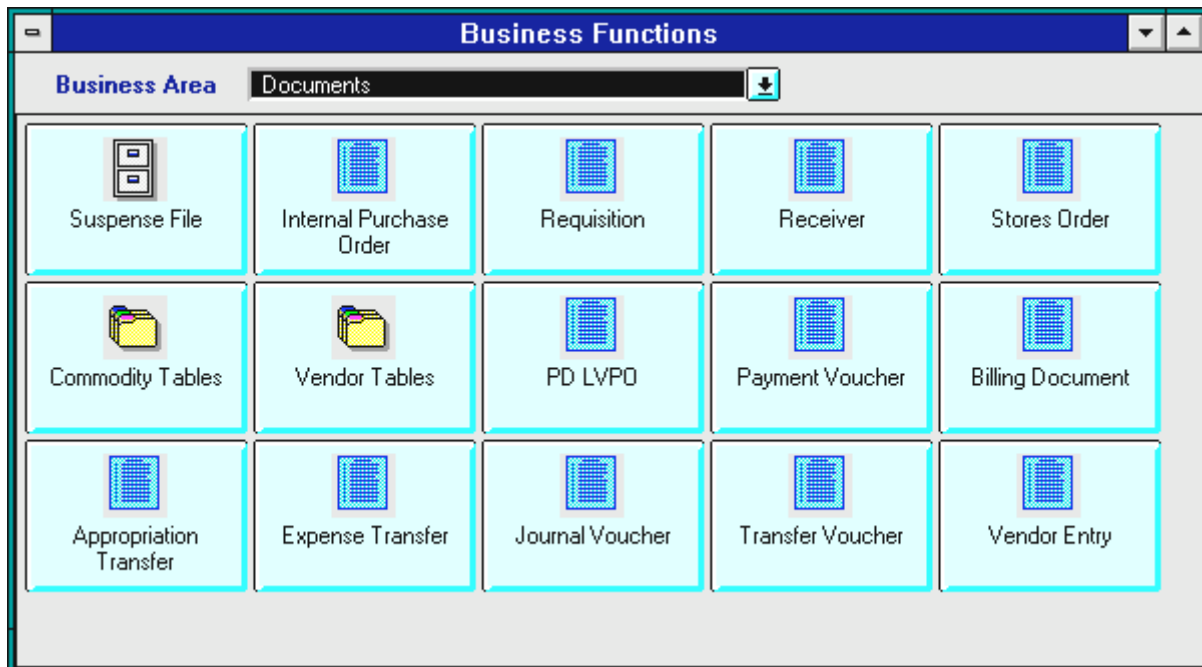 Business Functions
Business Area Documents
Suspense File
Internal Purchase
Order
Requisition
Receiver
Stores Order
Commodity Tables
Vendor Tables
PD LVPO
Payment Voucher
Billing Document
Appropriation
Transfer
Expense Transfer
Journal Voucher
Transfer Voucher
Vendor Entry